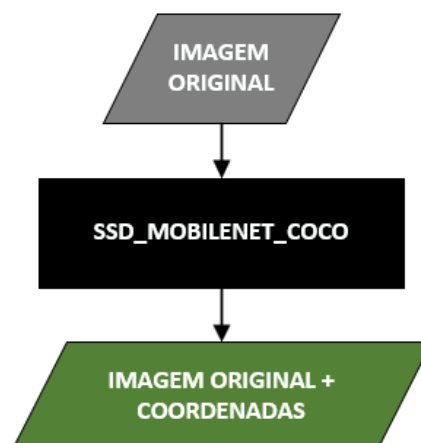 IMAGEM
ORIGINAL
SSD_MOBILENET_COCO
IMAGEM ORIGINAL +
COORDENADAS